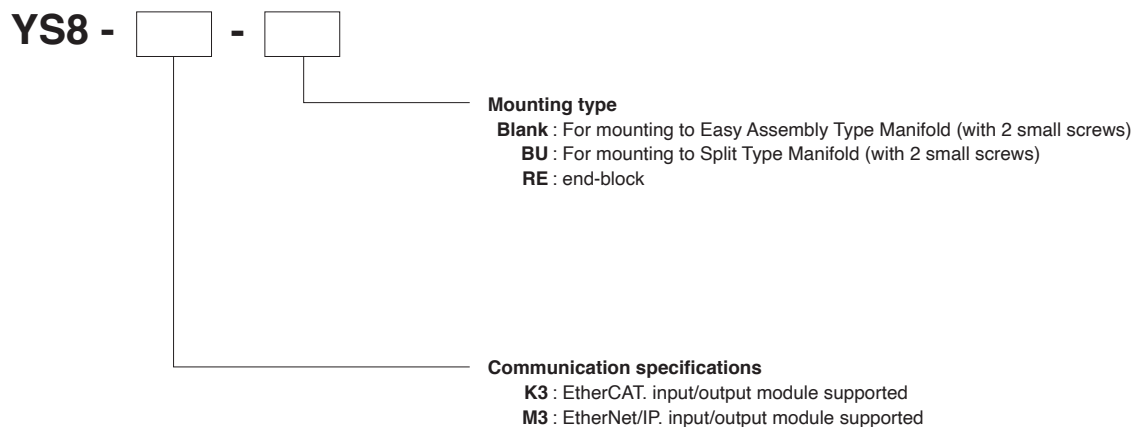 YS8 - -
Mounting type
Blank : For mounting to Easy Assembly Type Manifold (with 2 small screws)
BU : For mounting to Split Type Manifold (with 2 small screws)
RE : end-block
Communication specifications
K3 : EtherCAT. input/output module supported
M3 : EtherNet/IP. input/output module supported